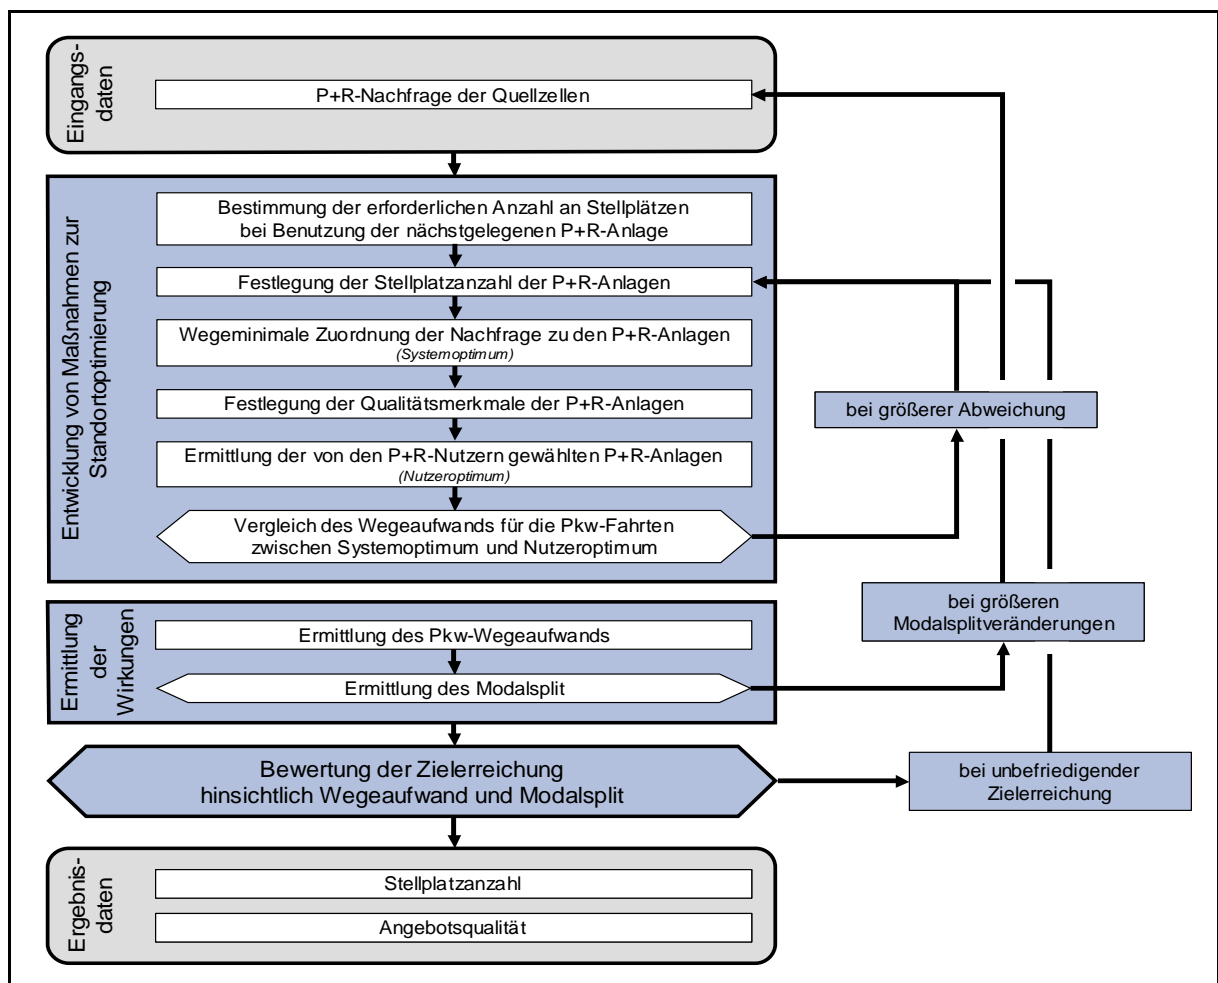 Eingangs-
daten
P+R-Nachfrage der Quellzellen
Entwicklung von Maßnahmen zur
Standortoptimierung
Bestimmung der erforderlichen Anzahl an Stellplätzen
bei Benutzung der nächstgelegenen P+R-Anlage
Festlegung der Stellplatzanzahl der P+R-Anlagen
Wegeminimale Zuordnung der Nachfrage zu den P+R-Anlagen
(Systemoptimum)
Festlegung der Qualitätsmerkmale der P+R-Anlagen
Ermittlung der von den P+R-Nutzern gewählten P+R-Anlagen
(Nutzeroptimum)
Vergleich des Wegeaufwands für die Pkw-Fahrten
zwischen Systemoptimum und Nutzeroptimum
bei größerer Abweichung
Ermittlung
der
Wirkungen
Ermittlung des Pkw-Wegeaufwands
Ermittlung des Modalsplit
bei größeren
Modalsplitveränderungen
Bewertung der Zielerreichung
hinsichtlich Wegeaufwand und Modalsplit
bei unbefriedigender
Zielerreichung
Ergebnis-
daten
Stellplatzanzahl
Angebotsqualität